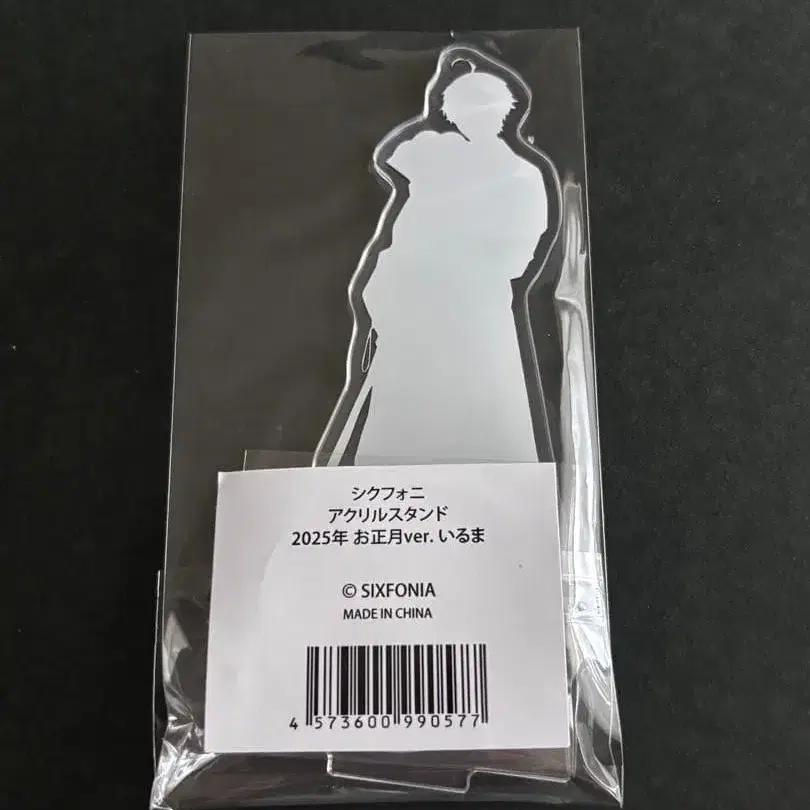 シクフォニ
アクリルスタンド
2025年 お正月ver. いるま
© SIXFONIA
MADE IN CHINA
4 573600 990577